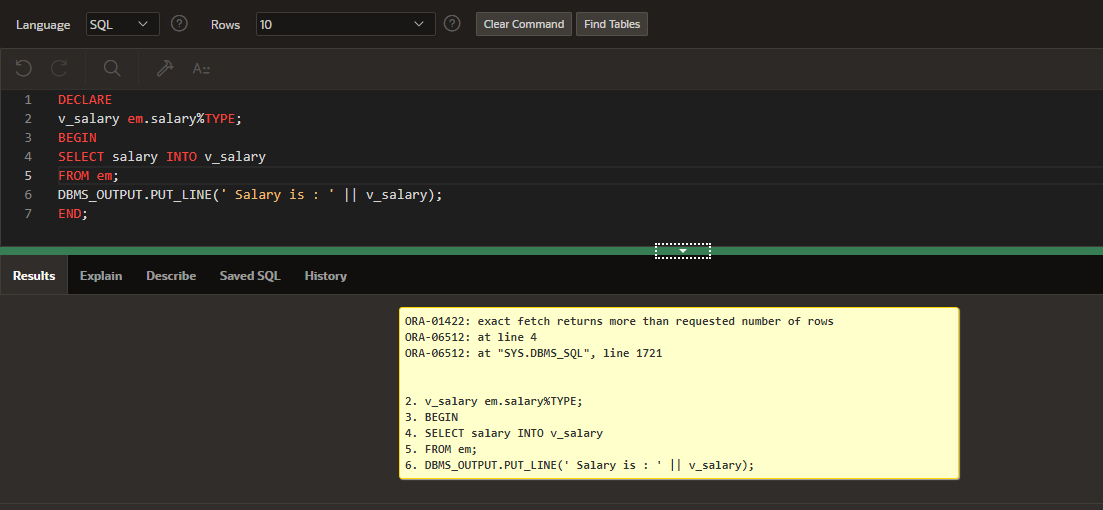 Language SQL ? Rows 10 ? Clear Command Find Tables
A
1 DECLARE
2 v_salary em.salary%TYPE;
3 BEGIN
4 SELECT salary INTO v_salary
5 FROM em;
6 DBMS_OUTPUT.PUT_LINE(' Salary is : ' || v_salary);
7 END;
Results Explain Describe Saved SQL History
ORA-01422: exact fetch returns more than requested number of rows
ORA-06512: at line 4
ORA-06512: at "SYS.DBMS_SQL", line 1721
2. v_salary em.salary%TYPE;
3. BEGIN
4. SELECT salary INTO v_salary
5. FROM em;
6. DBMS_OUTPUT.PUT_LINE(' Salary is : ' || v_salary);